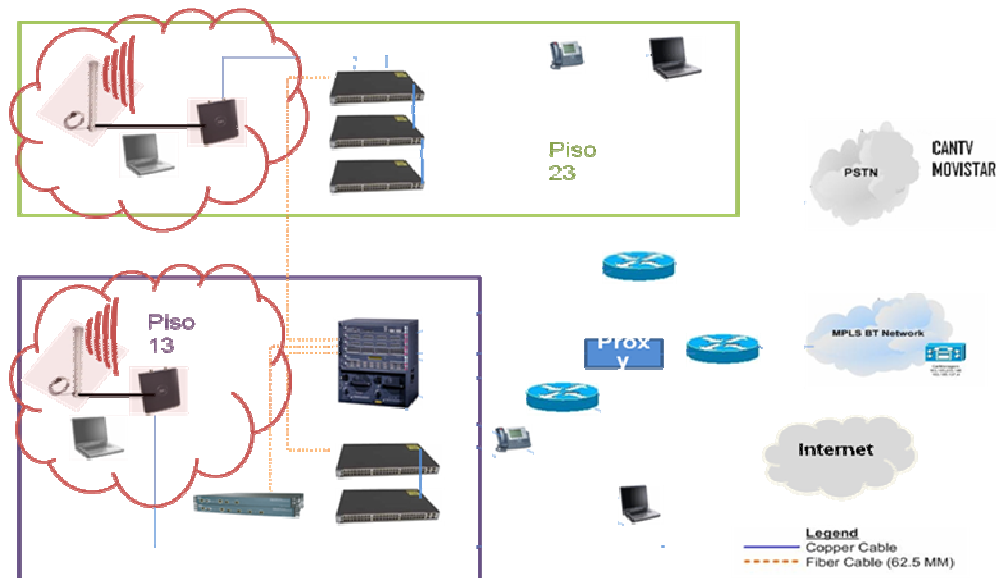 Piso
23
CANTV
MOVISTAR
PSTN
Piso
13
MPLS BT Network
Prox
y
Internet
Legend
Copper Cable
Fiber Cable (62.5 MM)